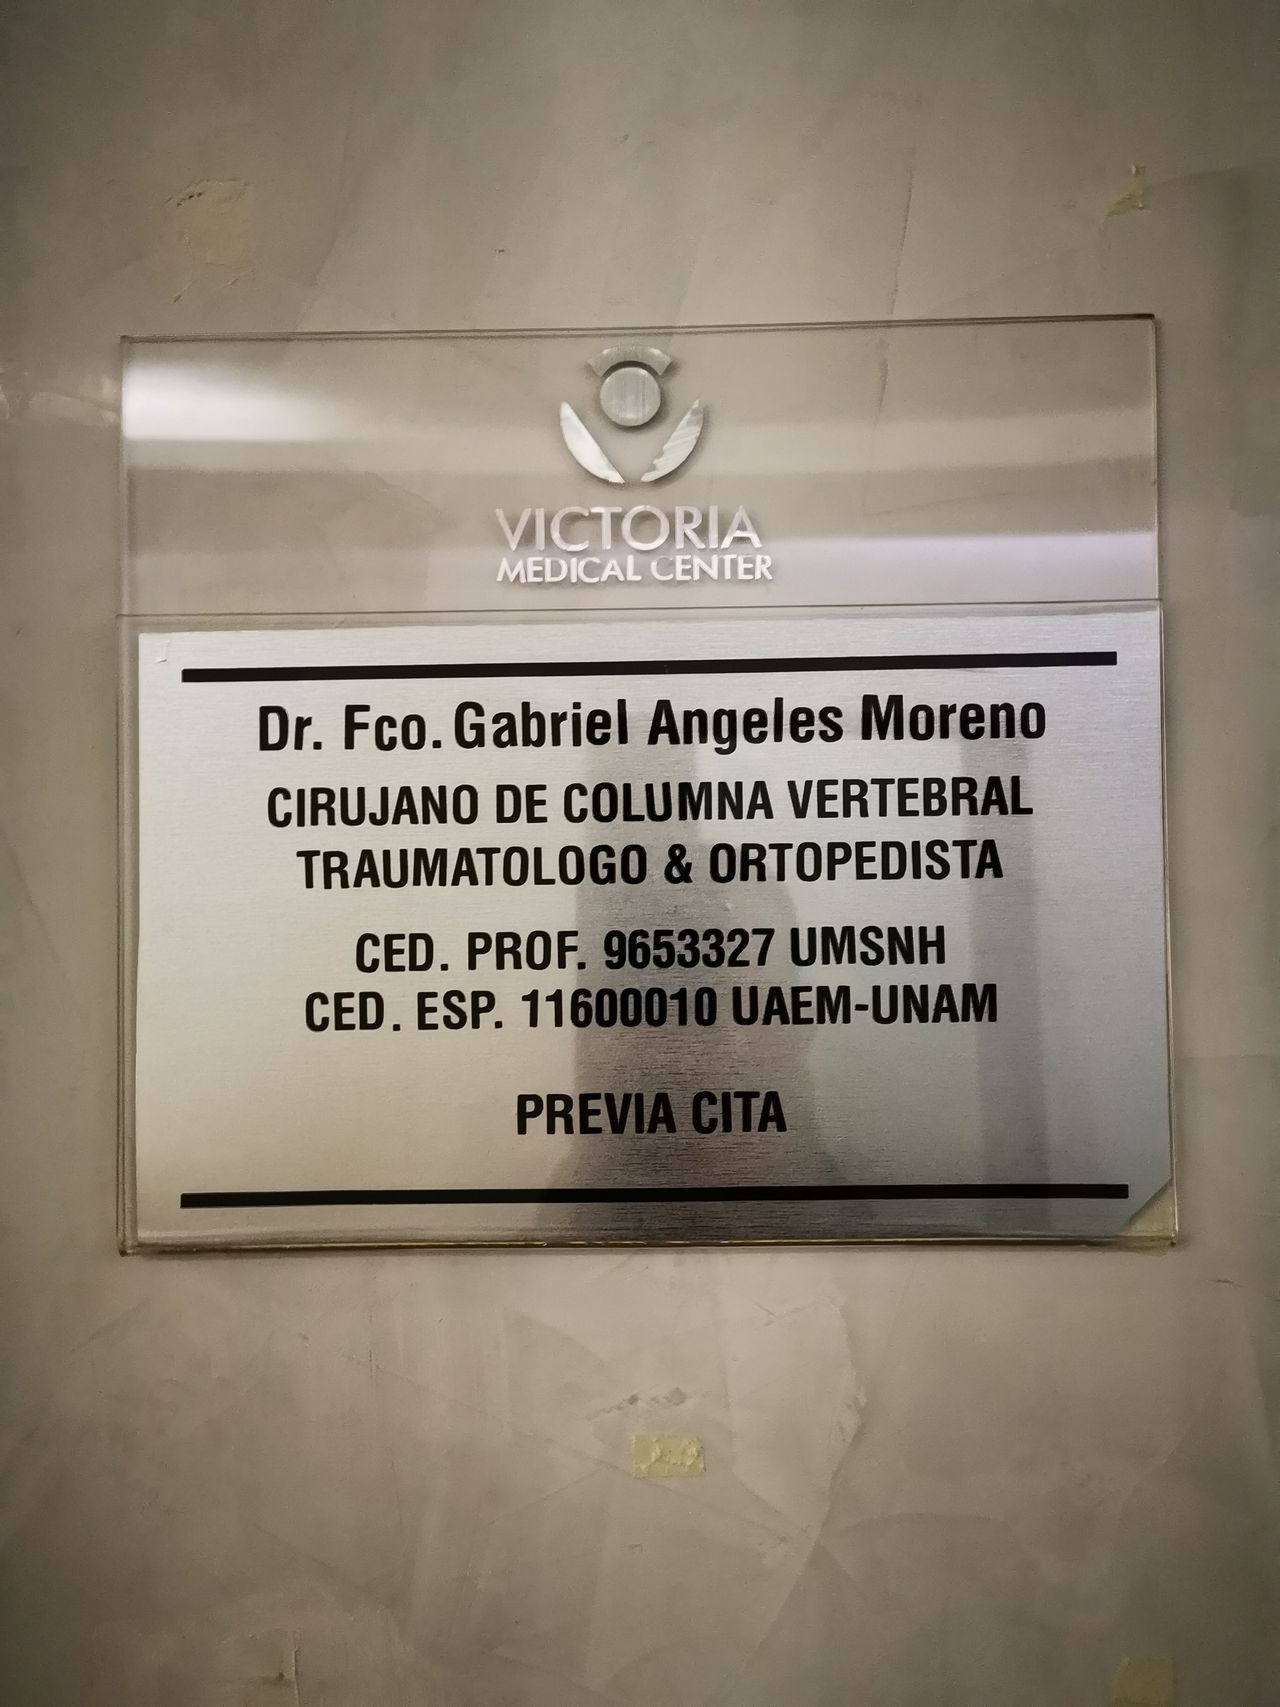 VICTORIA
MEDICAL CENTER
Dr. Fco. Gabriel Angeles Moreno
CIRUJANO DE COLUMNA VERTEBRAL
TRAUMATOLOGO & ORTOPEDISTA
CED. PROF. 9653327 UMSNH
CED. ESP. 11600010 UAEM-UNAM
PREVIA CITA